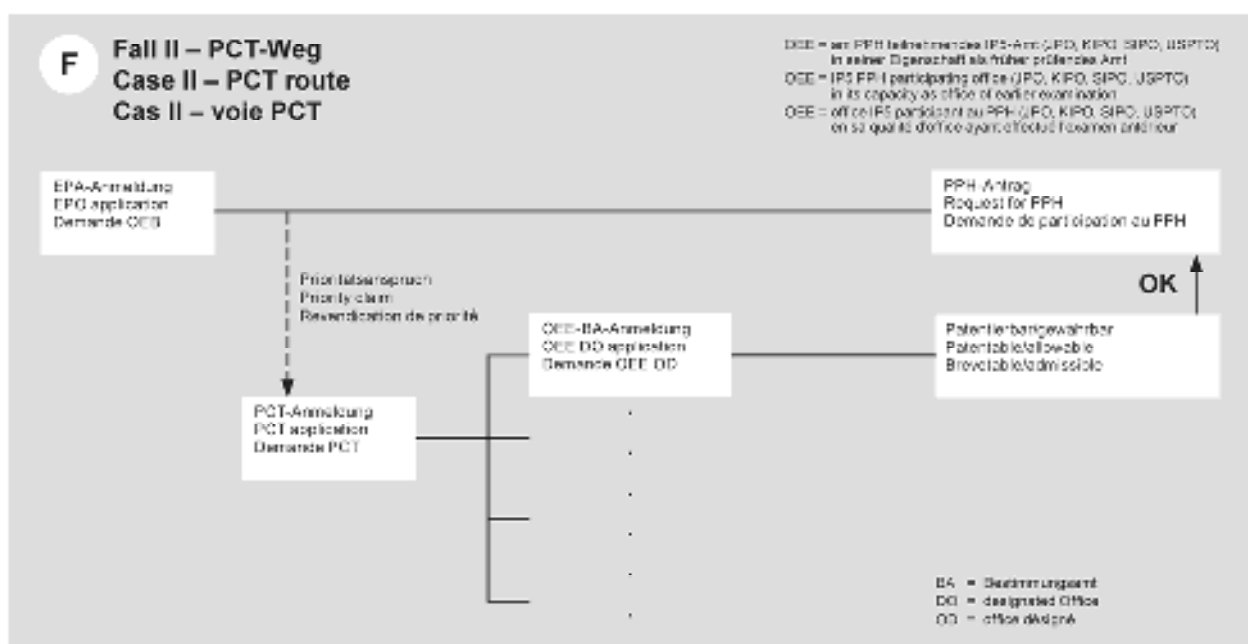 F
Fall II – PCT-Weg
Case II – PCT route
Cas II – voie PCT
OEE = am PPH teilnehmendes IP5-Amt (JPO, KIPO, SIPO, USPTO)
in seiner Eigenschaft als früher prüfendes Amt
OEE = IP5 PPH participating office (JPO, KIPO, SIPO, USPTO)
in its capacity as office of earlier examination
OEE = office IP5 participant au PPH (JPO, KIPO, SIPO, USPTO)
en sa qualité d'office ayant effectué l'examen antérieur
EPA-Anmeldung
EPO application
Demande OEB
PPH-Antrag
Request for PPH
Demande de participation au PPH
Prioritätsanspruch
Priority claim
Revendication de priorité
OK
OEE-BA-Anmeldung
OEE DO application
Demande OEE OD
Patentierbar/gewährbar
Patentable/allowable
Brevetable/admissible
PCT-Anmeldung
PCT application
Demande PCT
BA = Bestimmungsamt
DO = designated Office
OD = office désigné